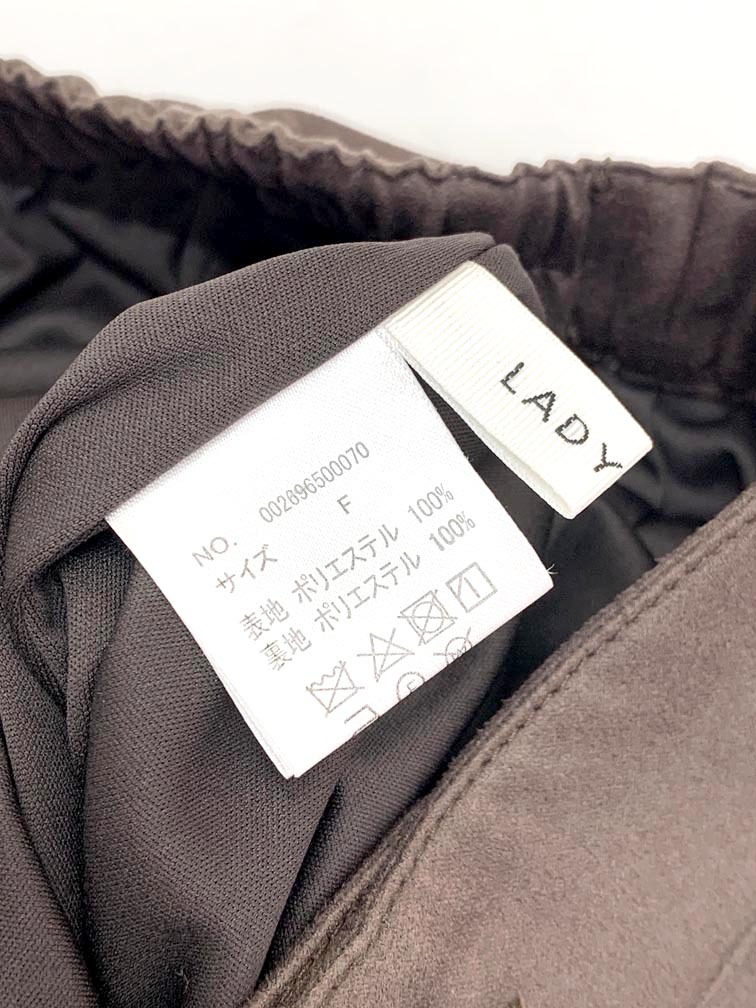 LADY
NO. 002696500070
サイズ F
表地 ポリエステル 100%
裏地 ポリエステル 100%